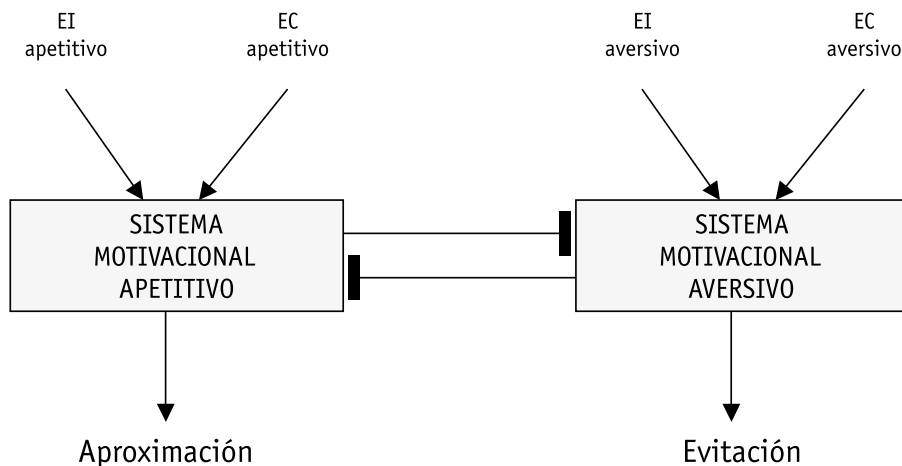 EI
apetitivo
EC
apetitivo
EI
aversivo
EC
aversivo
SISTEMA
MOTIVACIONAL
APETITIVO
SISTEMA
MOTIVACIONAL
AVERSIVO
Aproximación
Evitación